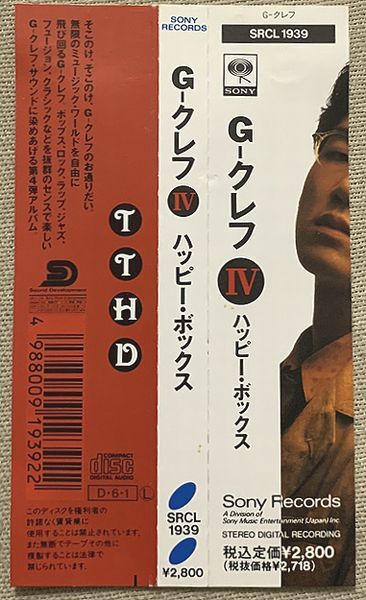 そこのけ、そこのけ、G-クレフのお通りだい。
無限のミュージック・ワールドを自由に
飛び回るG-クレフ。ポップス、ロック、ラップ、ジャズ、
フュージョン、クラシックなどを抜群のセンスで楽しい
G-クレフ・サウンドに染めあげる第4弾アルバム
TTHD
SD
Sound Development
4 988009 193922
COMPACT
disc
DIGITAL AUDIO
D・6・1 L
このディスクを権利者の
許諾なく賃貸業に
使用することは禁止されています。
また無断でテープその他に
複製することは法律で
禁じられています。
SONY
RECORDS
G-クレフ IV ハッピー・ボックス
SRCL
1939
¥2,800
G-クレフ
SRCL 1939
SONY
G-クレフ IV ハッピー・ボックス
Sony Records
A Division of
Sony Music Entertainment (Japan) Inc.
STEREO DIGITAL RECORDING
税込定価¥2,800
(税抜価格¥2,718)